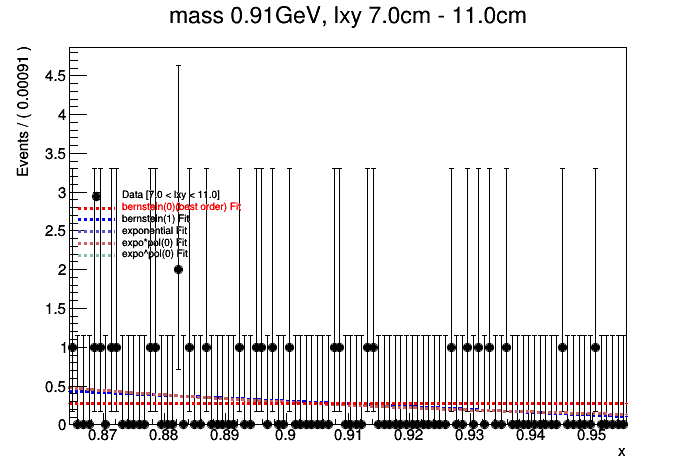 mass 0.91GeV, lxy 7.0cm - 11.0cm
Events / ( 0.00091 )
4.5
4
3.5
3
2.5
2
1.5
1
0.5
0
Data [7.0 < lxy < 11.0]
bernstein(0)(best order) Fit
bernstein(1) Fit
exponential Fit
expo*pol(0) Fit
expo^pol(0) Fit
0.87 0.88 0.89 0.9 0.91 0.92 0.93 0.94 0.95
x